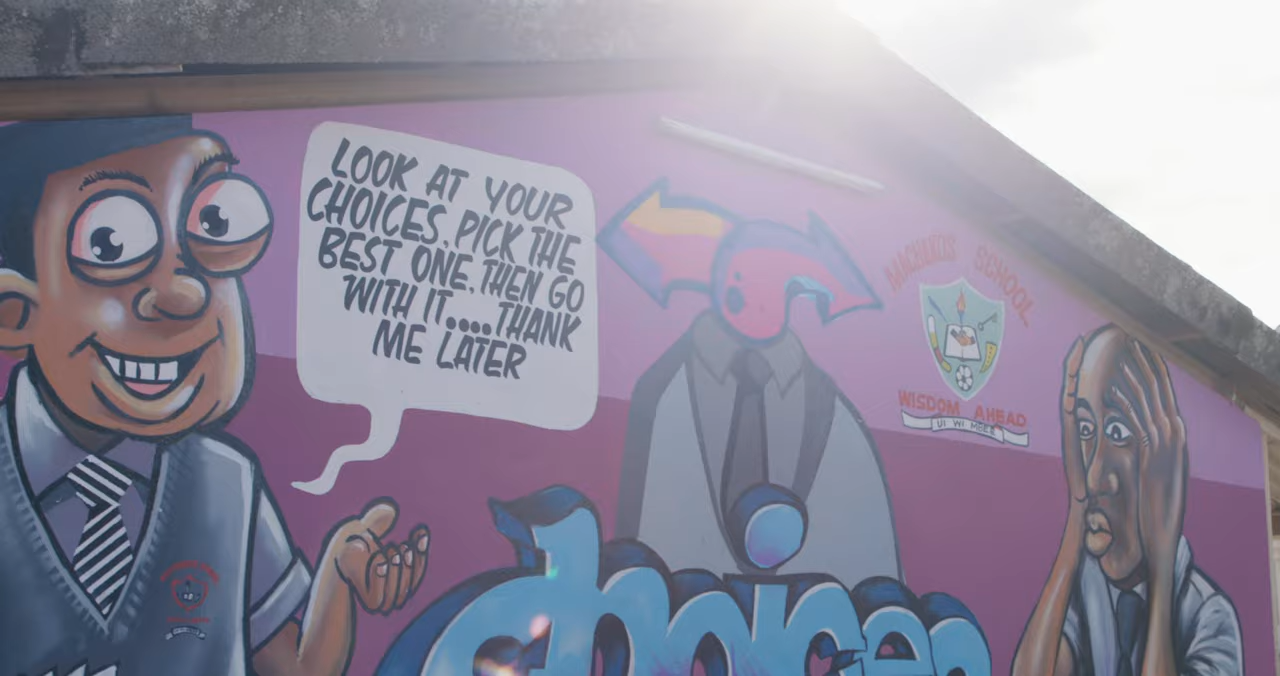 LOOK AT YOUR
CHOICES, PICK THE
BEST ONE, THEN GO
WITH IT....THANK
ME LATER
SCHOOL
WISDOM AHEAD
choices